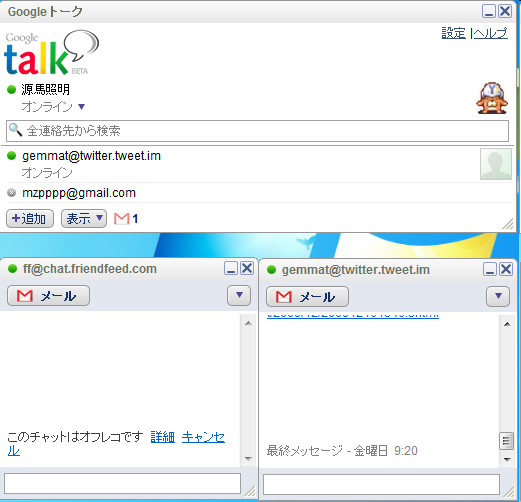 Googleトーク
設定 | ヘルプ
Google
talk
BETA
源馬照明
オンライン
全連絡先から検索
gemmat@twitter.tweet.im
オンライン
mzpppp@gmail.com
+追加 表示 1
ff@chat.friendfeed.com
メール
このチャットはオフレコです 詳細 キャンセ
ル
gemmat@twitter.tweet.im
メール
最終メッセージ - 金曜日 9:20